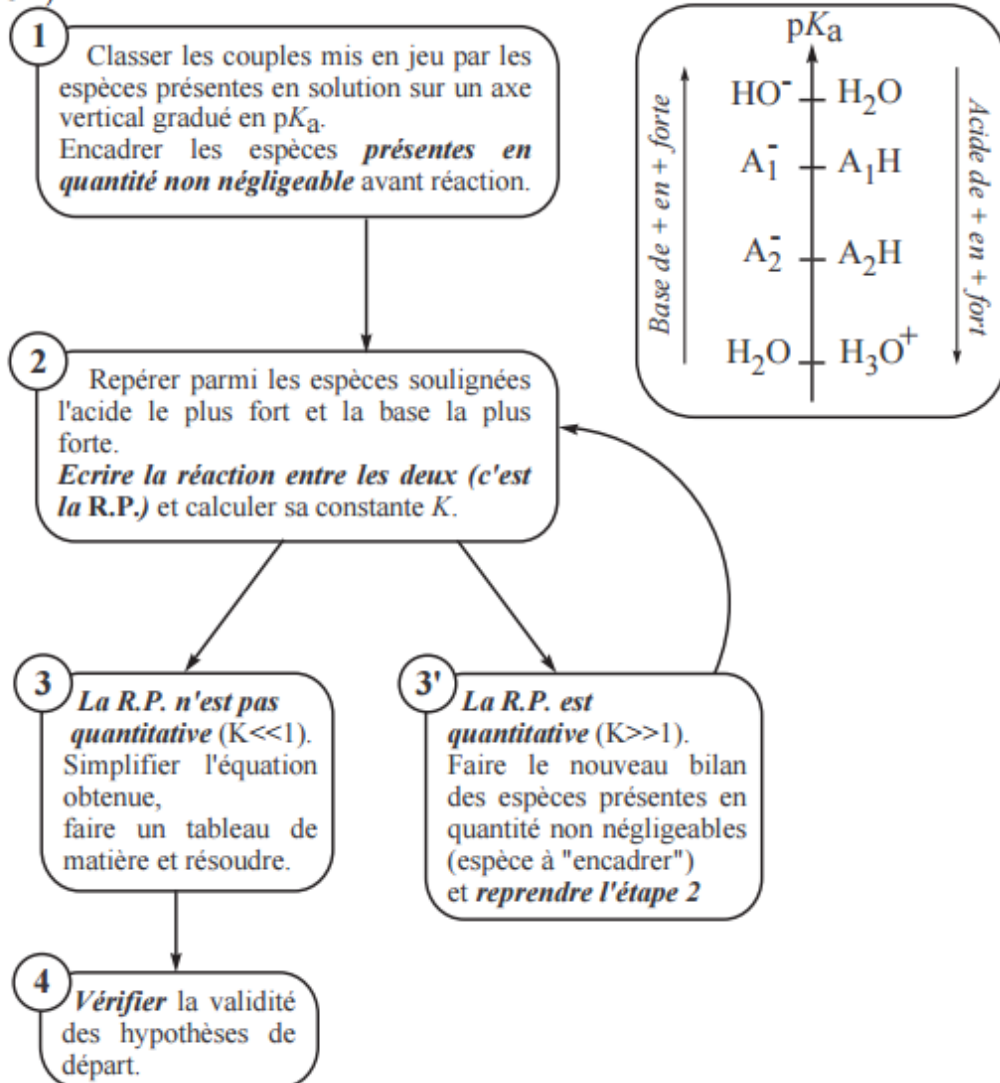 1
Classer les couples mis en jeu par les
espèces présentes en solution sur un axe
vertical gradué en pKa.
Encadrer les espèces présentes en
quantité non négligeable avant réaction.
pKa
HO⁻ H₂O
A₁⁻ A₁H
A₂⁻ A₂H
H₂O H₃O⁺
Base de + en + forte
Acide de + en + fort
2
Repérer parmi les espèces soulignées
l'acide le plus fort et la base la plus
forte.
Ecrire la réaction entre les deux (c'est
la R.P.) et calculer sa constante K.
3
La R.P. n'est pas
quantitative (K<<1).
Simplifier l'équation
obtenue,
faire un tableau de
matière et résoudre.
3'
La R.P. est
quantitative (K>>1).
Faire le nouveau bilan
des espèces présentes en
quantité non négligeables
(espèce à "encadrer")
et reprendre l'étape 2
4
Vérifier la validité
des hypothèses de
départ.